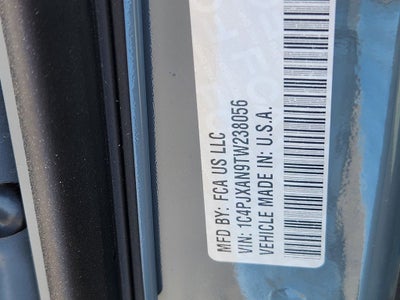 MFD BY: FCA US LLC
VIN: 1C4PJXAN9TW238056
VEHICLE MADE IN: U.S.A.